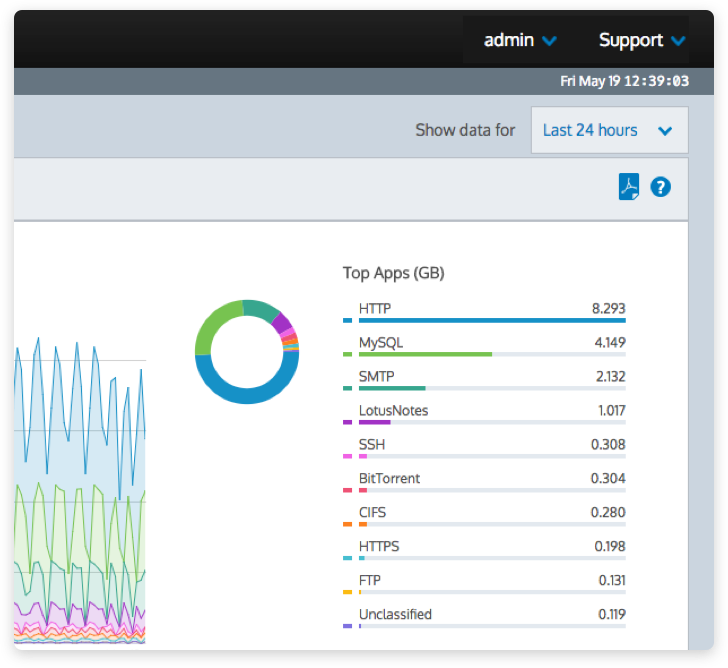 admin Support
Fri May 19 12:39:03
Show data for Last 24 hours
?
Top Apps (GB)
HTTP 8.293
MySQL 4.149
SMTP 2.132
LotusNotes 1.017
SSH 0.308
BitTorrent 0.304
CIFS 0.280
HTTPS 0.198
FTP 0.131
Unclassified 0.119